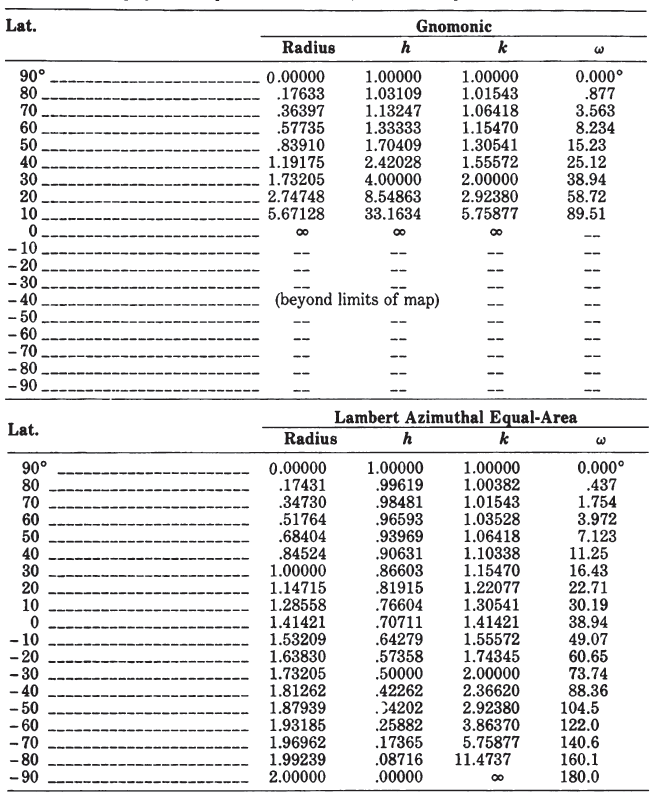 Lat. Gnomonic
Radius h k ω
90° 0.00000 1.00000 1.00000 0.000°
80 .17633 1.03109 1.01543 .877
70 .36397 1.13247 1.06418 3.563
60 .57735 1.33333 1.15470 8.234
50 .83910 1.70409 1.30541 15.23
40 1.19175 2.42028 1.55572 25.12
30 1.73205 4.00000 2.00000 38.94
20 2.74748 8.54863 2.92380 58.72
10 5.67128 33.1634 5.75877 89.51
0 ∞ ∞ ∞ --
-10 -- -- -- --
-20 -- -- -- --
-30 -- -- -- --
-40 (beyond limits of map) -- --
-50 -- -- -- --
-60 -- -- -- --
-70 -- -- -- --
-80 -- -- -- --
-90 -- -- -- --
Lat. Lambert Azimuthal Equal-Area
Radius h k ω
90° 0.00000 1.00000 1.00000 0.000°
80 .17431 .99619 1.00382 .437
70 .34730 .98481 1.01543 1.754
60 .51764 .96593 1.03528 3.972
50 .68404 .93969 1.06418 7.123
40 .84524 .90631 1.10338 11.25
30 1.00000 .86603 1.15470 16.43
20 1.14715 .81915 1.22077 22.71
10 1.28558 .76604 1.30541 30.19
0 1.41421 .70711 1.41421 38.94
-10 1.53209 .64279 1.55572 49.07
-20 1.63830 .57358 1.74345 60.65
-30 1.73205 .50000 2.00000 73.74
-40 1.81262 .42262 2.36620 88.36
-50 1.87939 2.92380 104.5
-60 1.93185 .25882 3.86370 122.0
-70 1.96962 .17365 5.75877 140.6
-80 1.99239 .08716 11.4737 160.1
-90 2.00000 .00000 ∞ 180.0